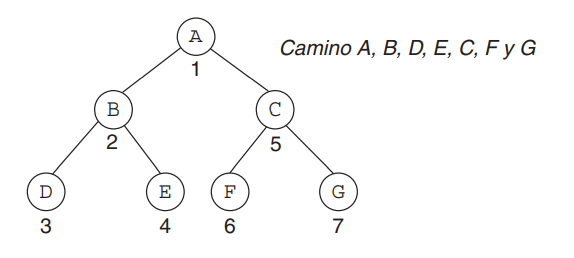 A
Camino A, B, D, E, C, F y G
1
B
C
2
5
D
E
F
G
3
4
6
7